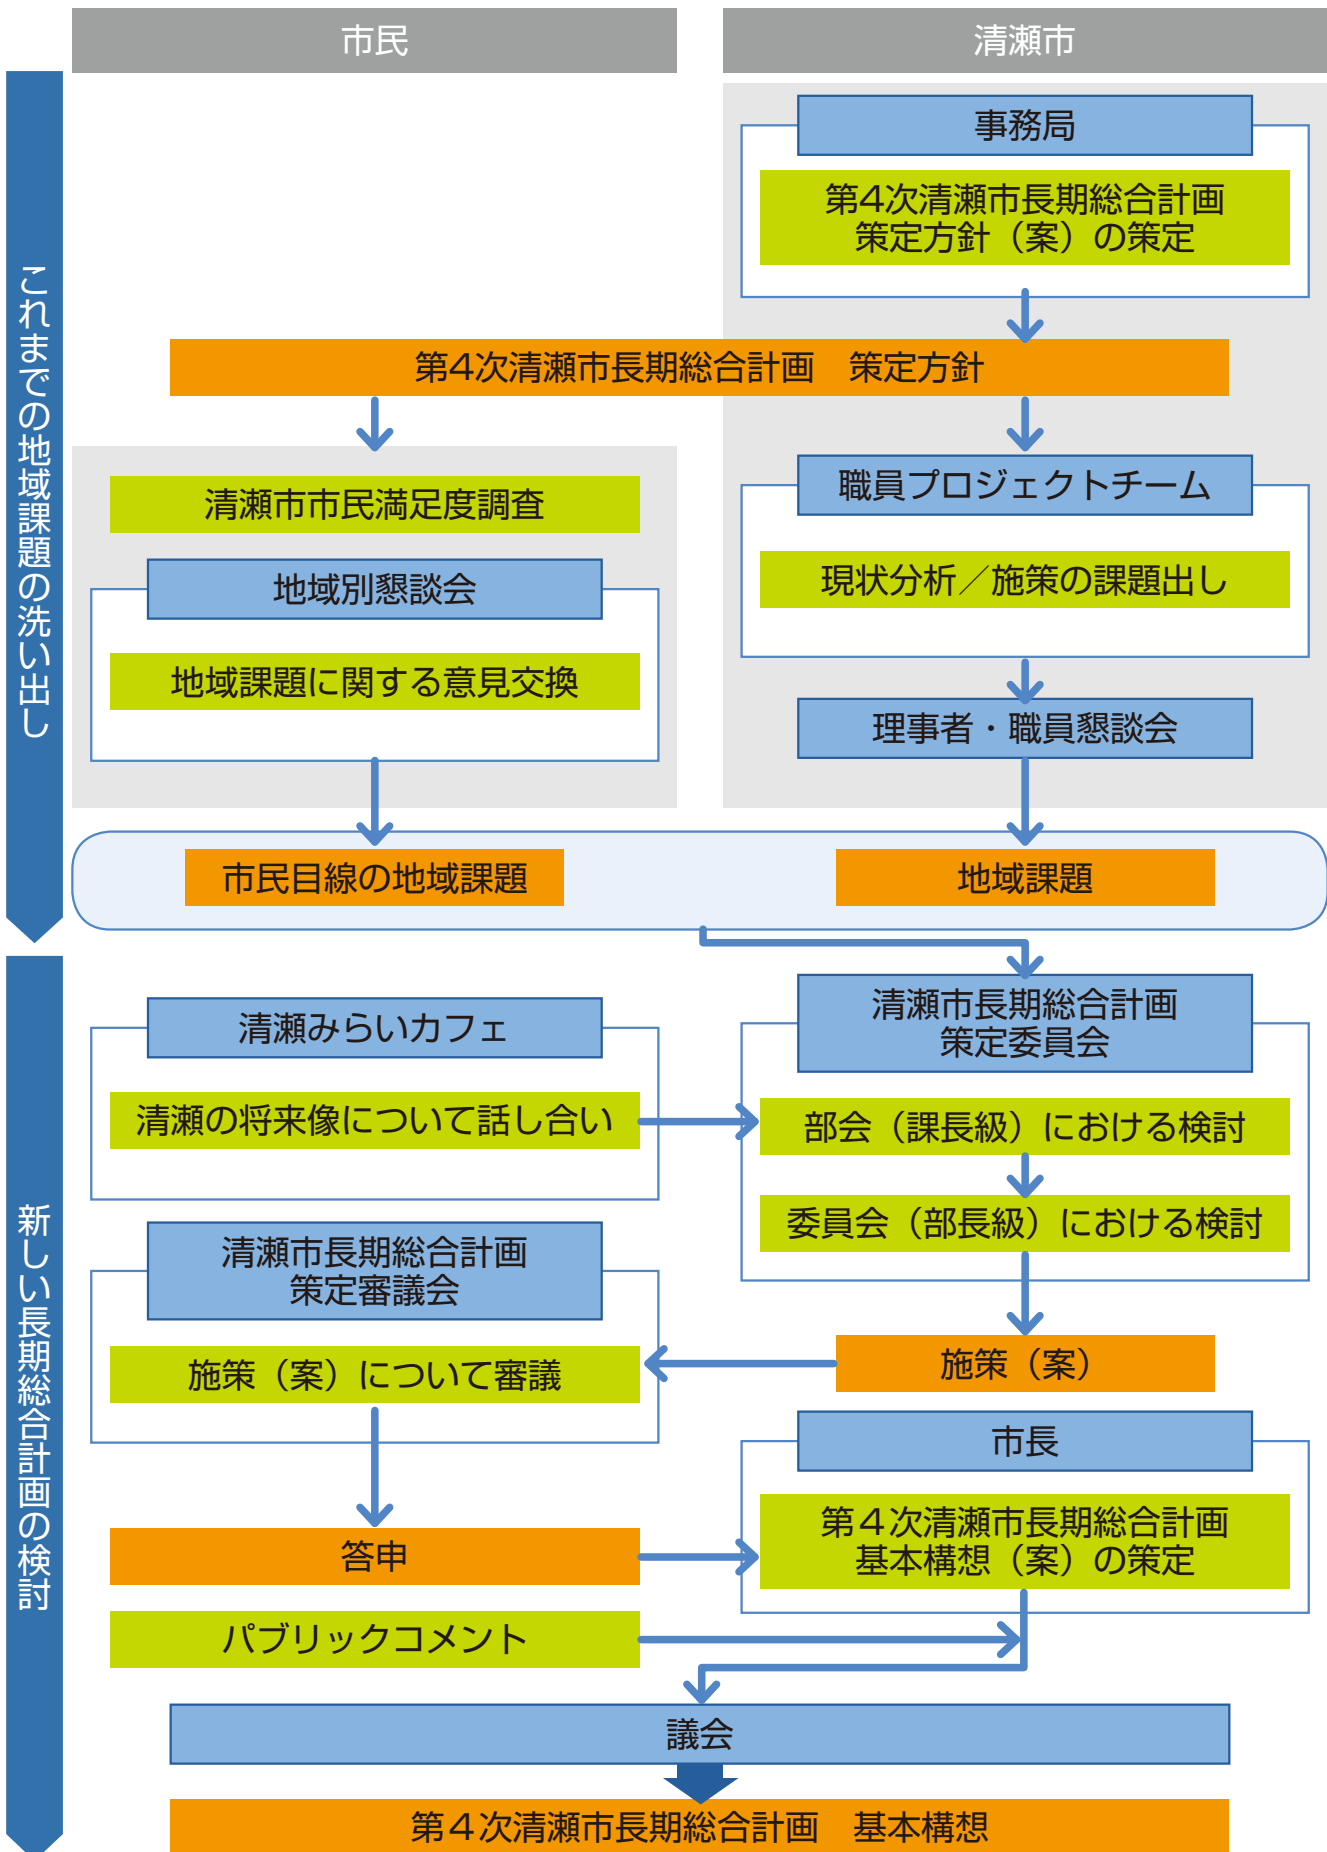 市民
清瀬市
これまでの地域課題の洗い出し
事務局
第4次清瀬市長期総合計画
策定方針（案）の策定
第4次清瀬市長期総合計画　策定方針
清瀬市市民満足度調査
地域別懇談会
地域課題に関する意見交換
職員プロジェクトチーム
現状分析／施策の課題出し
理事者・職員懇談会
市民目線の地域課題
地域課題
新しい長期総合計画の検討
清瀬みらいカフェ
清瀬の将来像について話し合い
清瀬市長期総合計画
策定委員会
部会（課長級）における検討
委員会（部長級）における検討
清瀬市長期総合計画
策定審議会
施策（案）について審議
施策（案）
市長
第４次清瀬市長期総合計画
基本構想（案）の策定
答申
パブリックコメント
議会
第４次清瀬市長期総合計画　基本構想